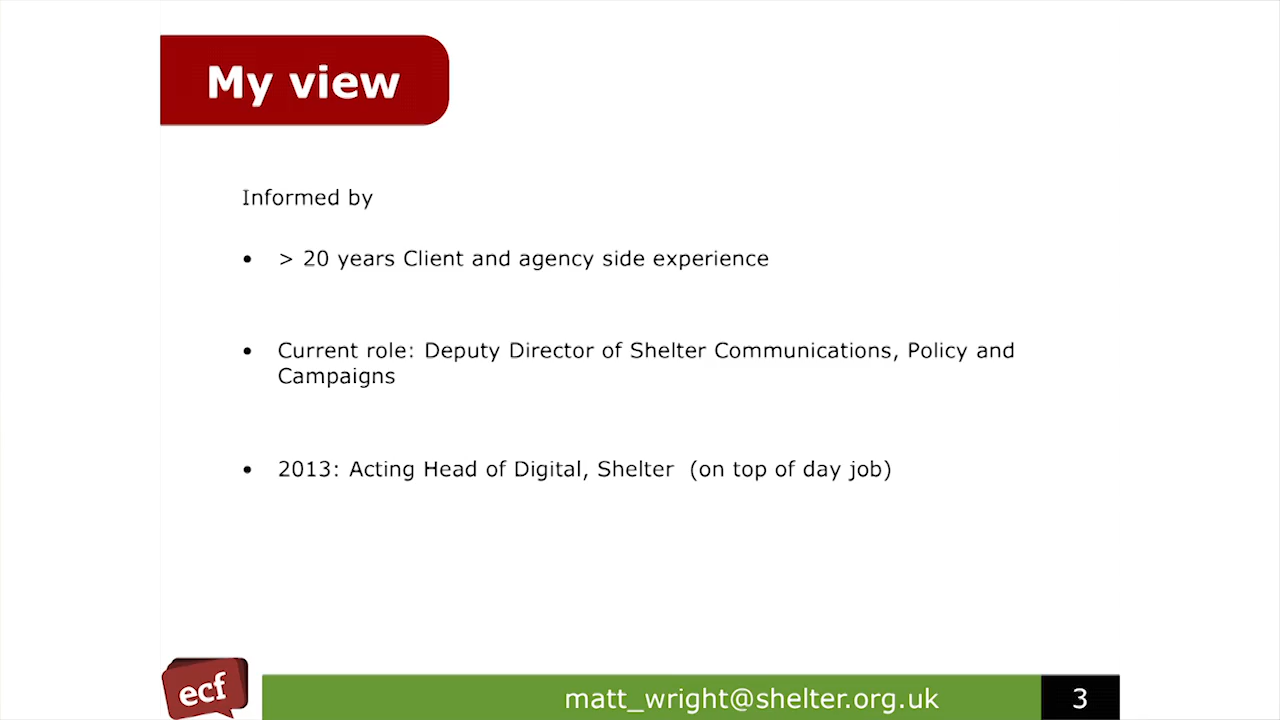 My view
Informed by
• > 20 years Client and agency side experience
• Current role: Deputy Director of Shelter Communications, Policy and
Campaigns
• 2013: Acting Head of Digital, Shelter (on top of day job)
ecf
matt_wright@shelter.org.uk
3